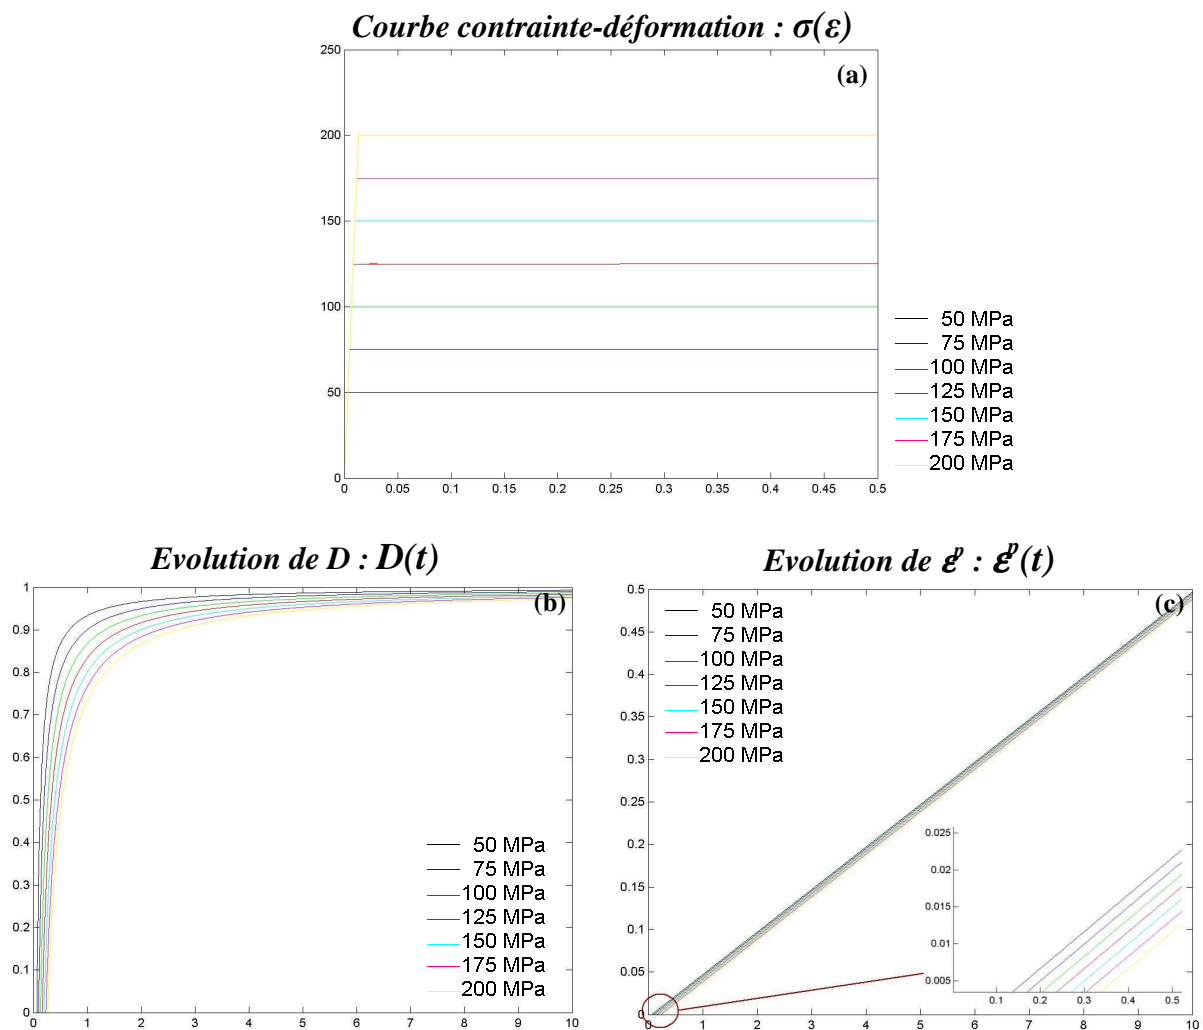 Courbe contrainte-déformation : σ(ε)
(a)
250
200
150
100
50
0
0 0.05 0.1 0.15 0.2 0.25 0.3 0.35 0.4 0.45 0.5
50 MPa
75 MPa
100 MPa
125 MPa
150 MPa
175 MPa
200 MPa
Evolution de D : D(t)
(b)
1
0.9
0.8
0.7
0.6
0.5
0.4
0.3
0.2
0.1
0
0 1 2 3 4 5 6 7 8 9 10
50 MPa
75 MPa
100 MPa
125 MPa
150 MPa
175 MPa
200 MPa
Evolution de εᵖ : εᵖ(t)
(c)
0.5
0.45
0.4
0.35
0.3
0.25
0.2
0.15
0.1
0.05
0
0 1 2 3 4 5 6 7 8 9 10
50 MPa
75 MPa
100 MPa
125 MPa
150 MPa
175 MPa
200 MPa
0.025
0.02
0.015
0.01
0.005
0.1 0.2 0.3 0.4 0.5